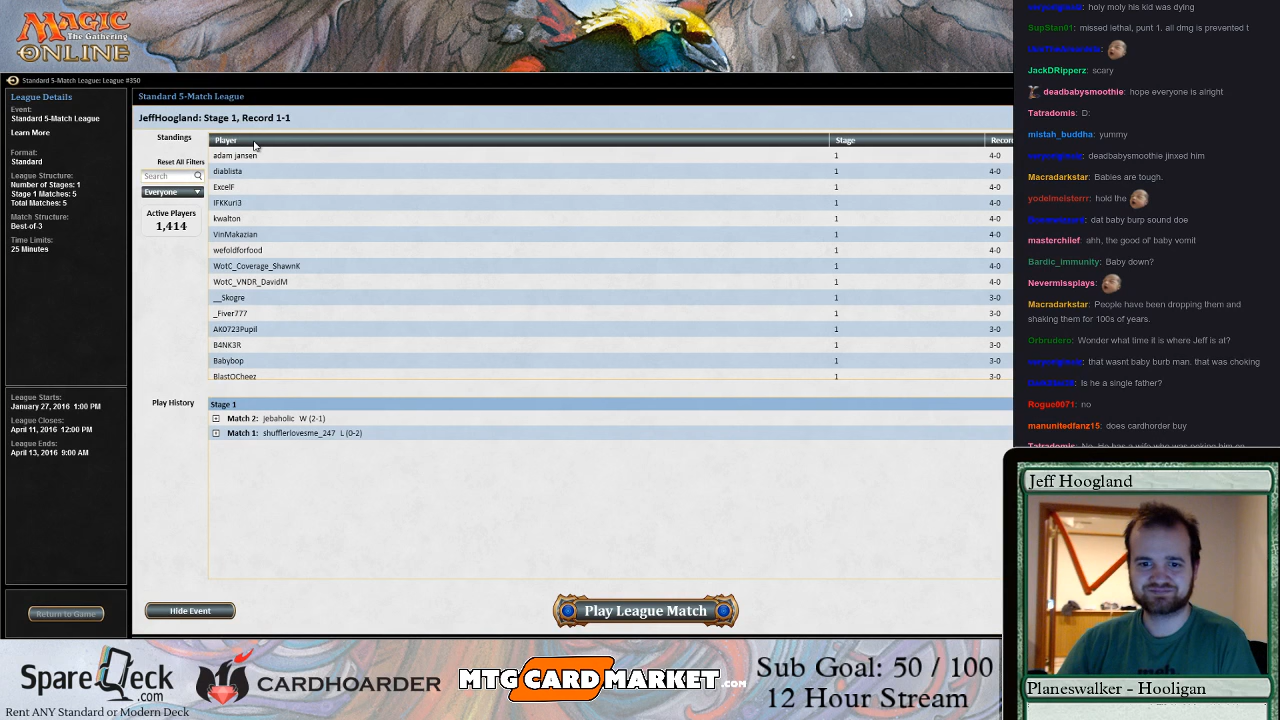 MAGIC
The Gathering
ONLINE
Standard 5-Match League: League #350
League Details
Event:
Standard 5-Match League
Learn More
Format:
Standard
League Structure:
Number of Stages: 1
Stage 1 Matches: 5
Total Matches: 5
Match Structure:
Best-of-3
Time Limits:
25 Minutes
League Starts:
January 27, 2016 1:00 PM
League Closes:
April 11, 2016 12:00 PM
League Ends:
April 13, 2016 9:00 AM
Return to Game
Standard 5-Match League
JeffHoogland: Stage 1, Record 1-1
Standings
Reset All Filters
Search
Everyone
Active Players
1,414
Player Stage Record
adam jansen 1 4-0
diablista 1 4-0
ExcelF 1 4-0
IFKKuri3 1 4-0
kwalton 1 4-0
VinMakazian 1 4-0
wefoldforfood 1 4-0
WotC_Coverage_ShawnK 1 4-0
WotC_VNDR_DavidM 1 4-0
__Skogre 1 3-0
_Fiver777 1 3-0
AK0723Pupil 1 3-0
B4NK3R 1 3-0
Babybop 1 3-0
BlastOCheez 1 3-0
Play History
Stage 1
Match 2: jebaholic W (2-1)
Match 1: shufflerlovesme_247 L (0-2)
Hide Event
Play League Match
holy moly his kid was dying
SupStan01: missed lethal, punt 1. all dmg is prevented t
JackDRipperz: scary
deadbabysmoothie: hope everyone is alright
Tatradomis: D:
mistah_buddha: yummy
deadbabysmoothie jinxed him
Macradarkstar: Babies are tough.
yodelmeisterrr: hold the
dat baby burp sound doe
masterchiief: ahh, the good ol' baby vomit
Bardic_immunity: Baby down?
Nevermissplays:
Macradarkstar: People have been dropping them and
shaking them for 100s of years.
Orbrudero: Wonder what time it is where Jeff is at?
that wasnt baby burb man. that was choking
Is he a single father?
Rogue0071: no
manunitedfanz15: does cardhorder buy
Tatradomis: No. He has a wife who was poking him on
Jeff Hoogland
Planeswalker - Hooligan
SpareDeck
.com
Rent ANY Standard or Modern Deck
CARDHOARDER
MTGCARDMARKET.COM
Sub Goal: 50 / 100
12 Hour Stream